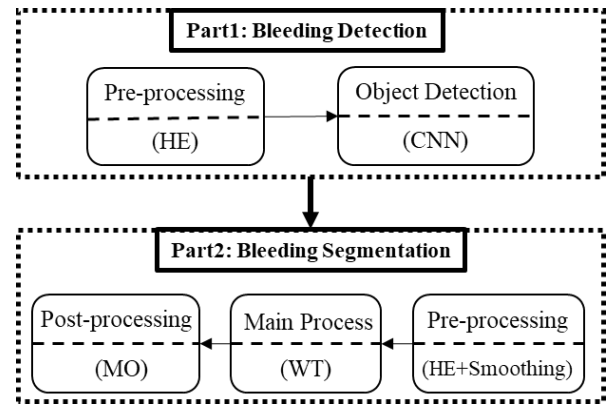 Part1: Bleeding Detection
Pre-processing
(HE)
Object Detection
(CNN)
Part2: Bleeding Segmentation
Post-processing
(MO)
Main Process
(WT)
Pre-processing
(HE+Smoothing)